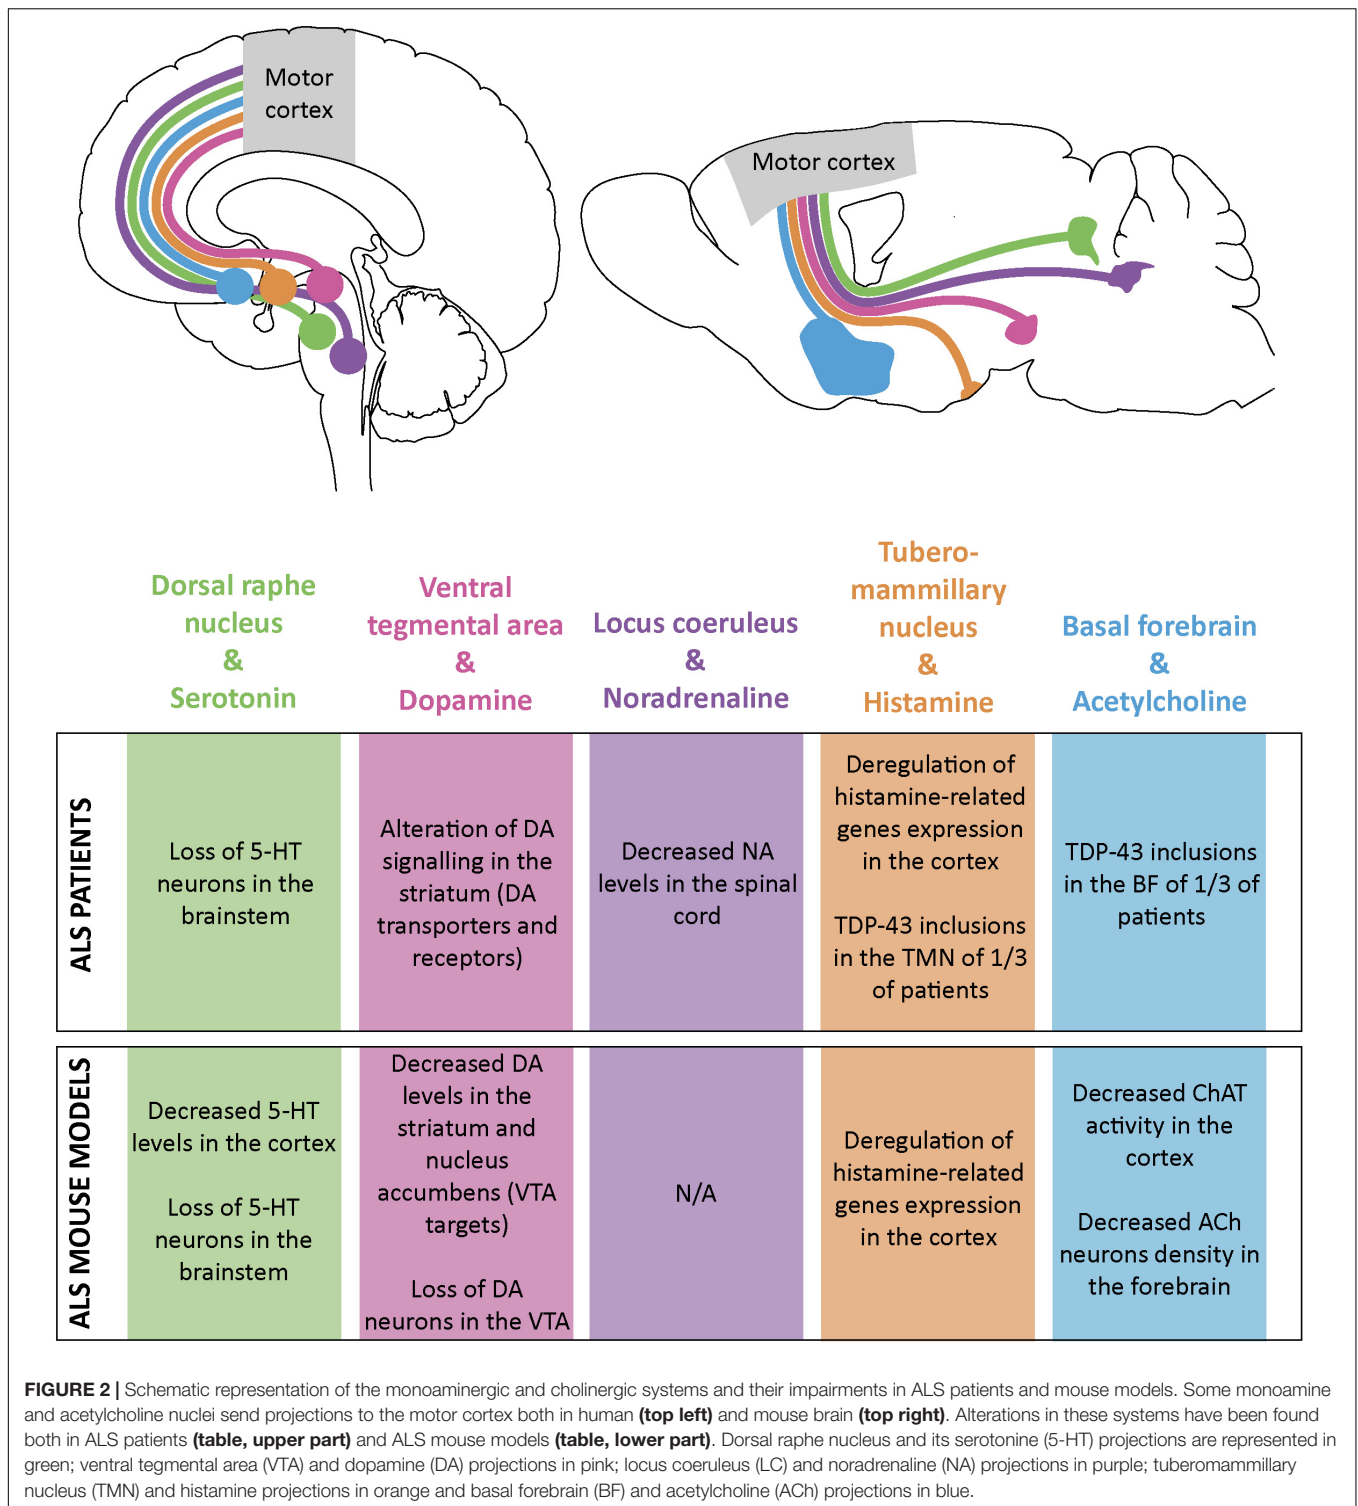 Motor
cortex
Motor cortex
Dorsal raphe
nucleus
&
Serotonin
Ventral
tegmental area
&
Dopamine
Locus coeruleus
&
Noradrenaline
Tubero-
mammillary
nucleus
&
Histamine
Basal forebrain
&
Acetylcholine
ALS PATIENTS
Loss of 5-HT
neurons in the
brainstem
Alteration of DA
signalling in the
striatum (DA
transporters and
receptors)
Decreased NA
levels in the spinal
cord
Deregulation of
histamine-related
genes expression
in the cortex
TDP-43 inclusions
in the TMN of 1/3
of patients
TDP-43 inclusions
in the BF of 1/3 of
patients
ALS MOUSE MODELS
Decreased 5-HT
levels in the cortex
Loss of 5-HT
neurons in the
brainstem
Decreased DA
levels in the
striatum and
nucleus
accumbens (VTA
targets)
Loss of DA
neurons in the VTA
N/A
Deregulation of
histamine-related
genes expression
in the cortex
Decreased ChAT
activity in the
cortex
Decreased ACh
neurons density in
the forebrain
FIGURE 2 | Schematic representation of the monoaminergic and cholinergic systems and their impairments in ALS patients and mouse models. Some monoamine
and acetylcholine nuclei send projections to the motor cortex both in human (top left) and mouse brain (top right). Alterations in these systems have been found
both in ALS patients (table, upper part) and ALS mouse models (table, lower part). Dorsal raphe nucleus and its serotonine (5-HT) projections are represented in
green; ventral tegmental area (VTA) and dopamine (DA) projections in pink; locus coeruleus (LC) and noradrenaline (NA) projections in purple; tuberomammillary
nucleus (TMN) and histamine projections in orange and basal forebrain (BF) and acetylcholine (ACh) projections in blue.